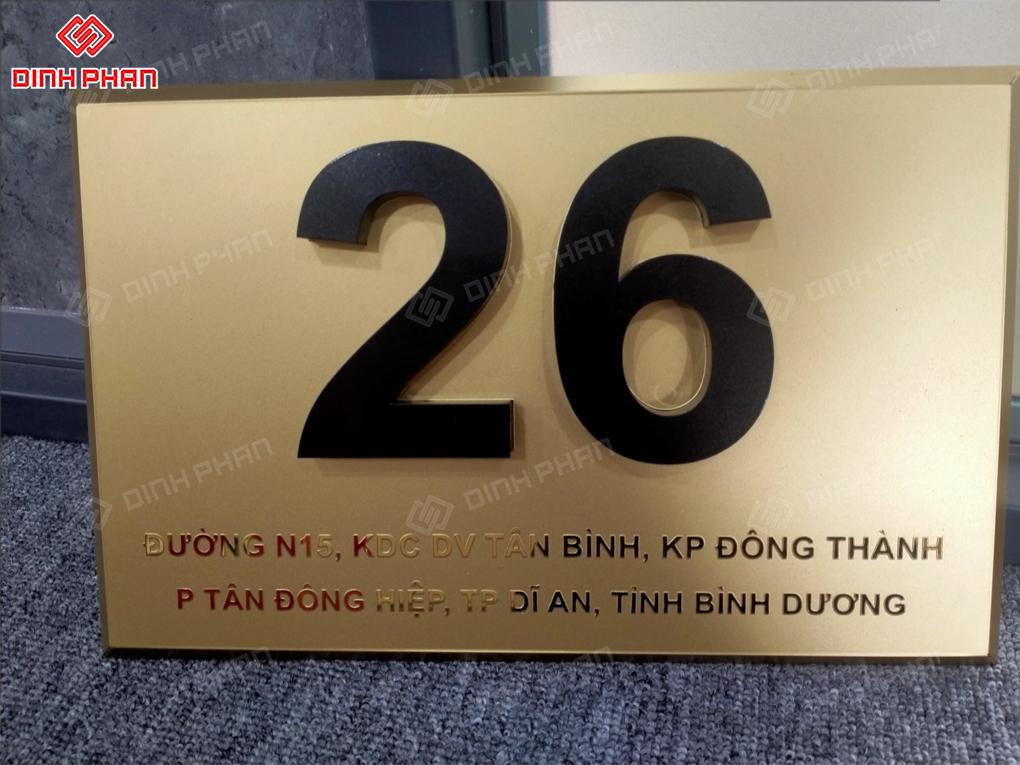 DINH PHAN
26
ĐƯỜNG N15, KDC DV TÂN BÌNH, KP ĐÔNG THÀNH
P TÂN ĐÔNG HIỆP, TP DĨ AN, TỈNH BÌNH DƯƠNG